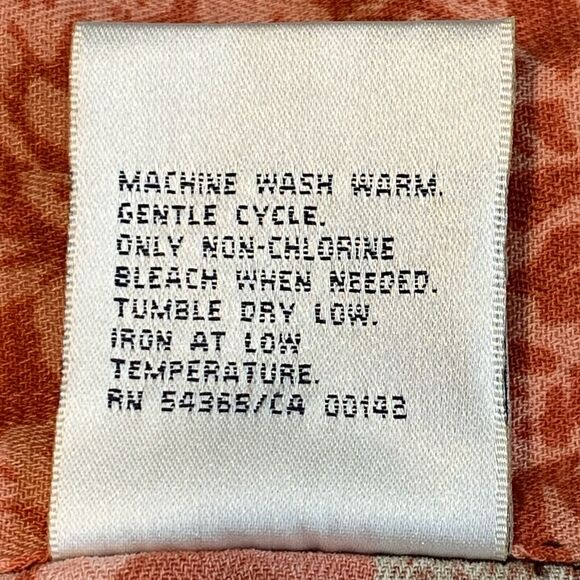 MACHINE WASH WARM.
GENTLE CYCLE.
ONLY NON-CHLORINE
BLEACH WHEN NEEDED.
TUMBLE DRY LOW.
IRON AT LOW
TEMPERATURE.
RN 54366/CA 00143